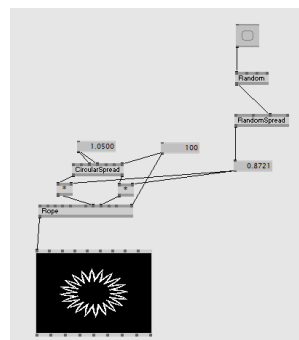 Random
RandomSpread
1.0500
100
0.8721
CircularSpread
*
*
Rope